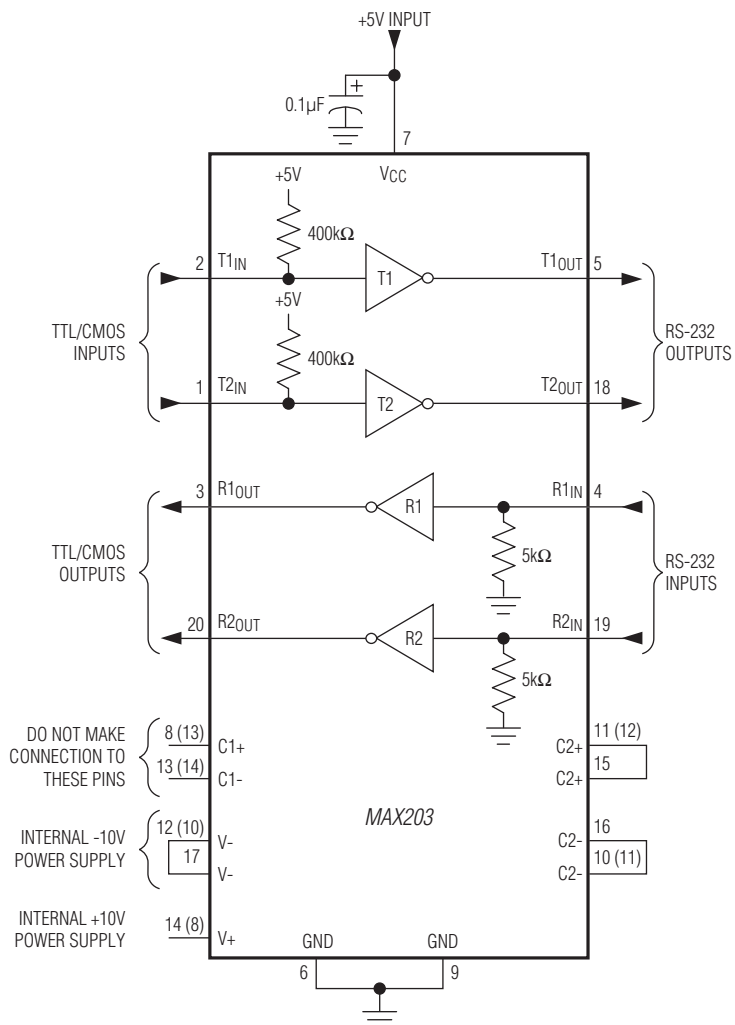 +5V INPUT
0.1µF
+
7
VCC
+5V
400kΩ
2
T1IN
T1
T1OUT
5
+5V
TTL/CMOS
INPUTS
RS-232
OUTPUTS
400kΩ
1
T2IN
T2
T2OUT
18
3
R1OUT
R1
R1IN
4
TTL/CMOS
OUTPUTS
5kΩ
RS-232
INPUTS
20
R2OUT
R2
R2IN
19
5kΩ
DO NOT MAKE
CONNECTION TO
THESE PINS
8 (13)
C1+
13 (14)
C1-
11 (12)
C2+
15
C2+
MAX203
INTERNAL -10V
POWER SUPPLY
12 (10)
V-
17
V-
16
C2-
10 (11)
C2-
INTERNAL +10V
POWER SUPPLY
14 (8)
V+
GND
GND
6
9